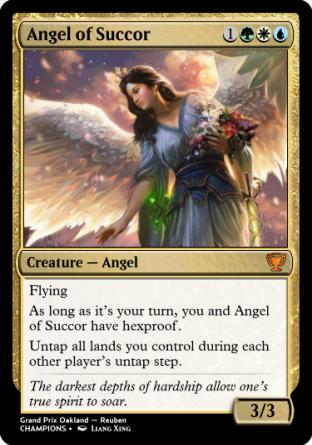 Angel of Succor 1
Creature — Angel
Flying
As long as it's your turn, you and Angel
of Succor have hexproof.
Untap all lands you control during each
other player's untap step.
The darkest depths of hardship allow one's
true spirit to soar.
3/3
Grand Prix Oakland — Reuben
CHAMPIONS • Liang Xing